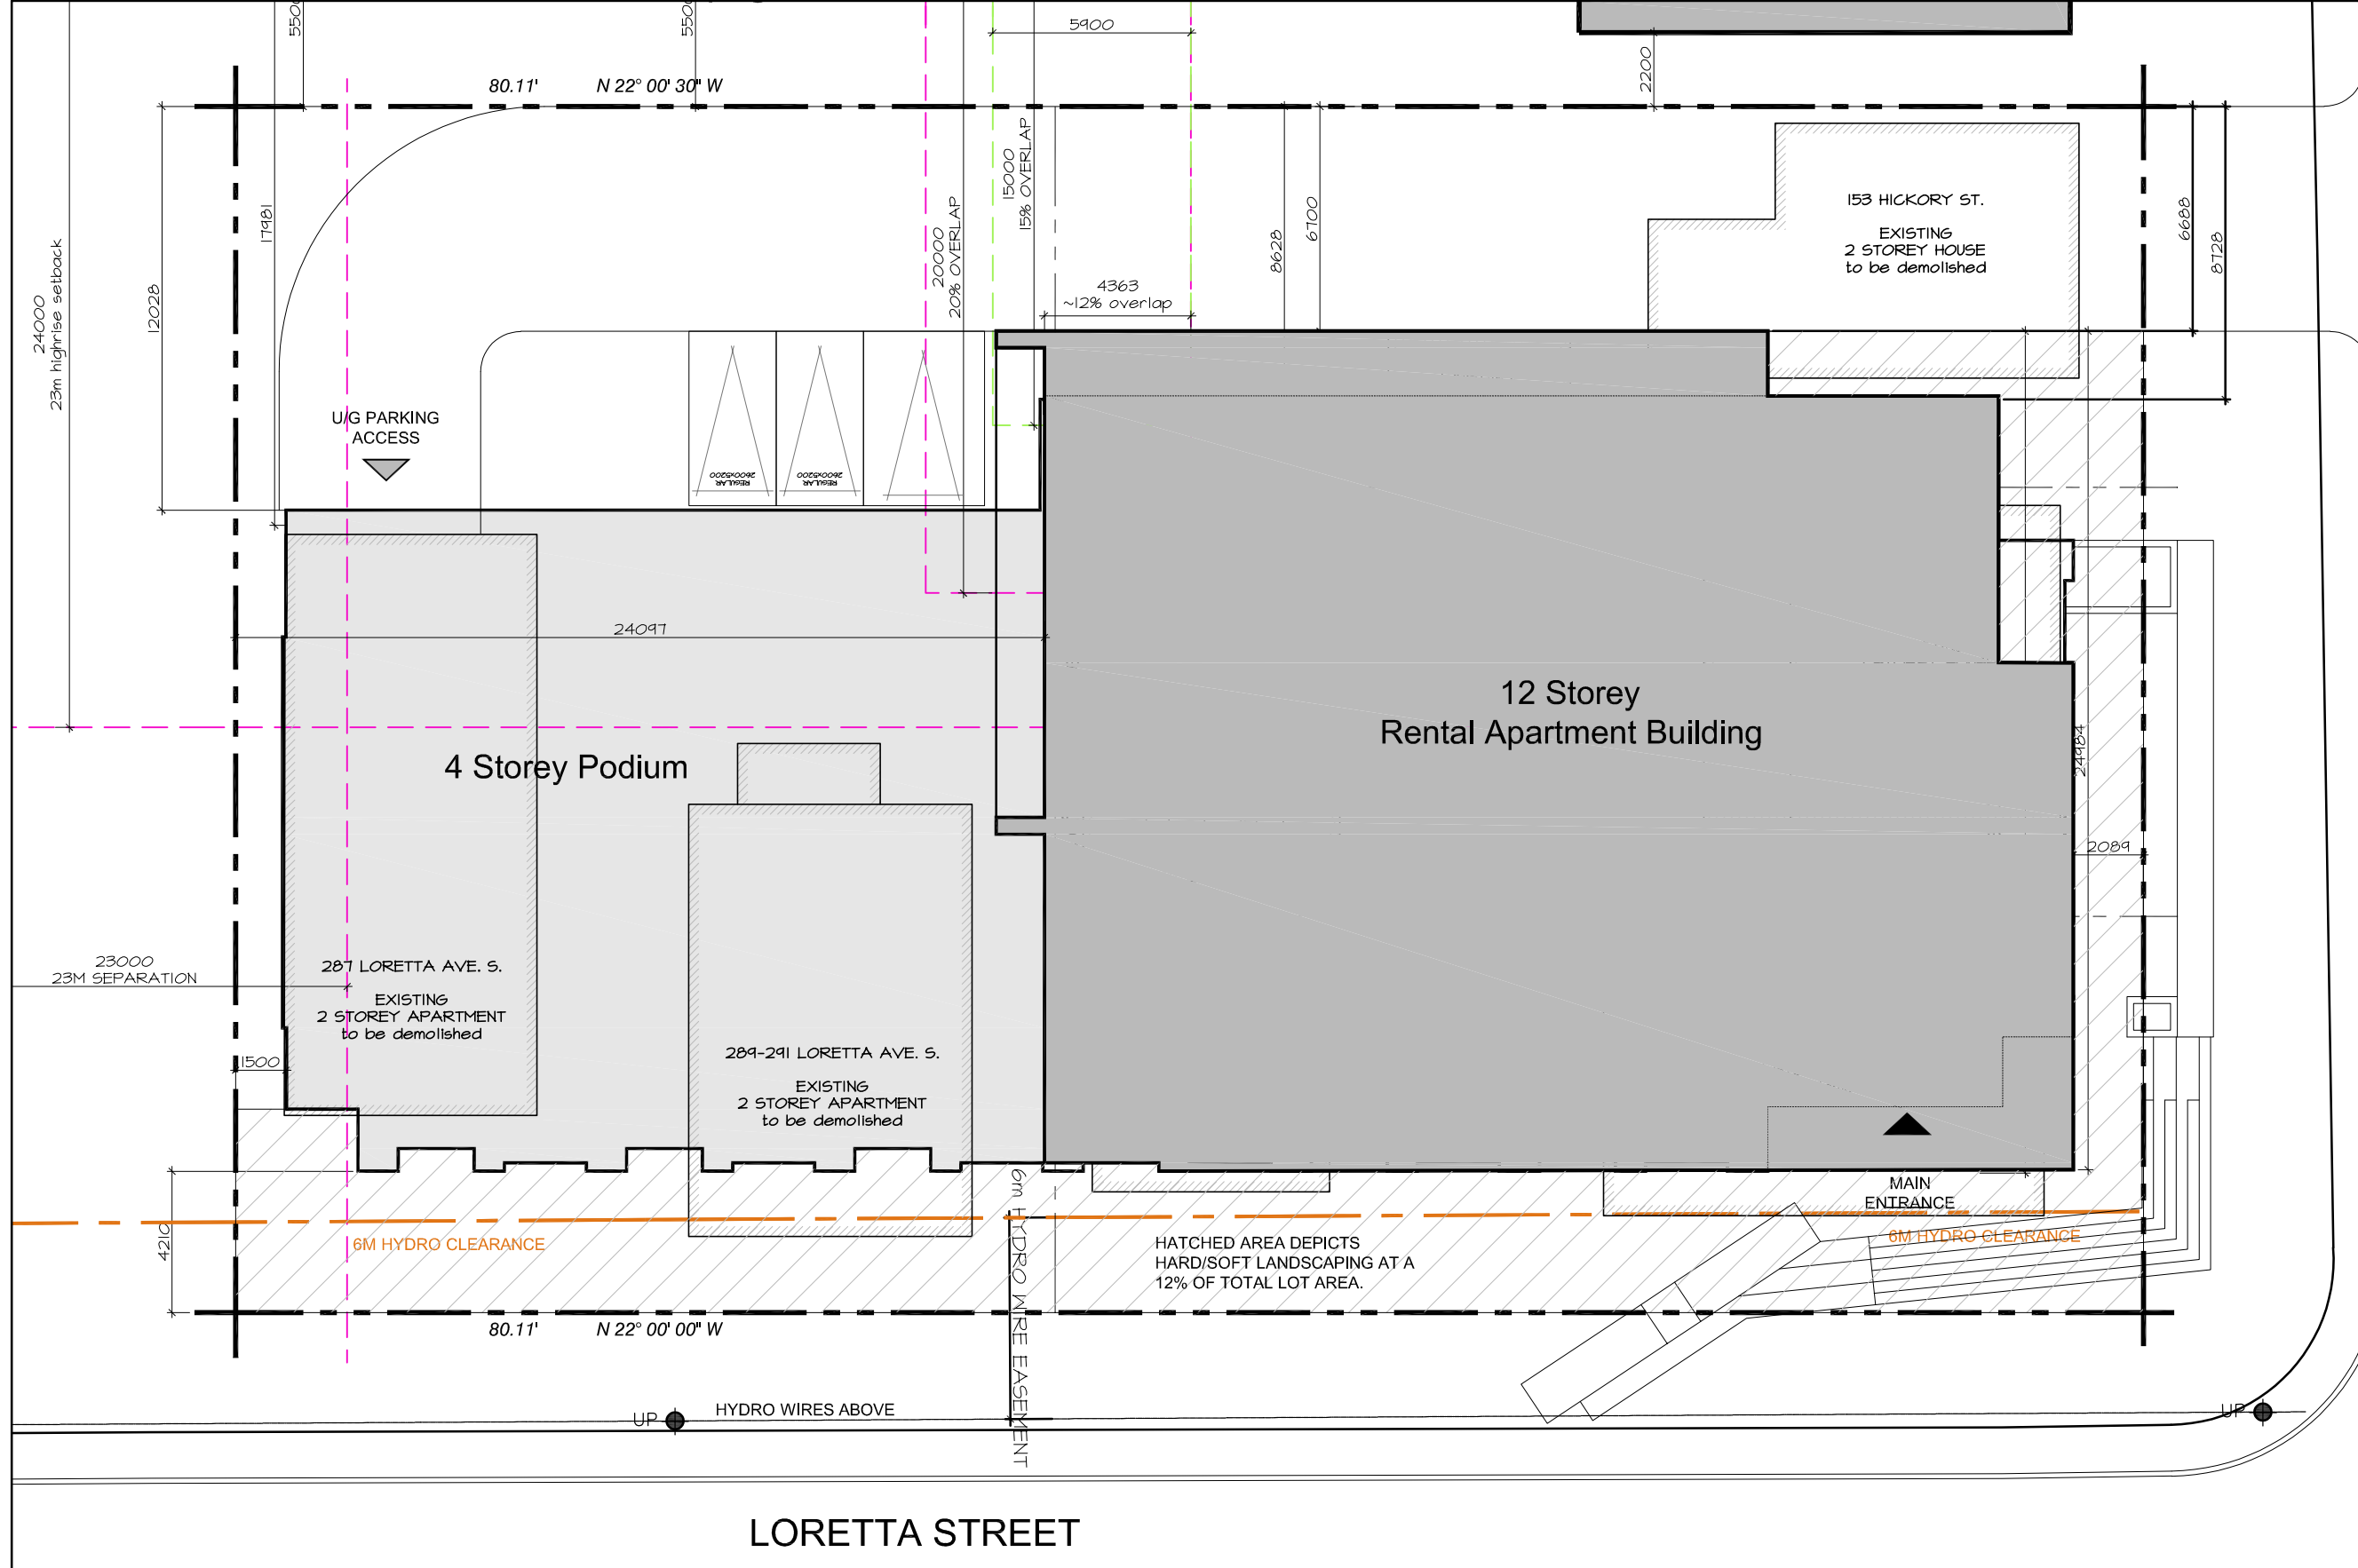 5900
2200
80.11'
N 22° 00' 30" W
15000
15% OVERLAP
20000
20% OVERLAP
17981
12028
24000
23m highrise setback
4363
~12% overlap
8628
6700
153 HICKORY ST.
EXISTING
2 STOREY HOUSE
to be demolished
6688
8728
U/G PARKING
ACCESS
REGULAR
2600x5200
REGULAR
2600x5200
24097
12 Storey
Rental Apartment Building
4 Storey Podium
24984
2089
23000
23M SEPARATION
287 LORETTA AVE. S.
EXISTING
2 STOREY APARTMENT
to be demolished
1500
289-291 LORETTA AVE. S.
EXISTING
2 STOREY APARTMENT
to be demolished
MAIN
ENTRANCE
4210
6M HYDRO CLEARANCE
6m HYDRO WIRE EASEMENT
HATCHED AREA DEPICTS
HARD/SOFT LANDSCAPING AT A
12% OF TOTAL LOT AREA.
6M HYDRO CLEARANCE
80.11'
N 22° 00' 00" W
UP
HYDRO WIRES ABOVE
UP
LORETTA STREET